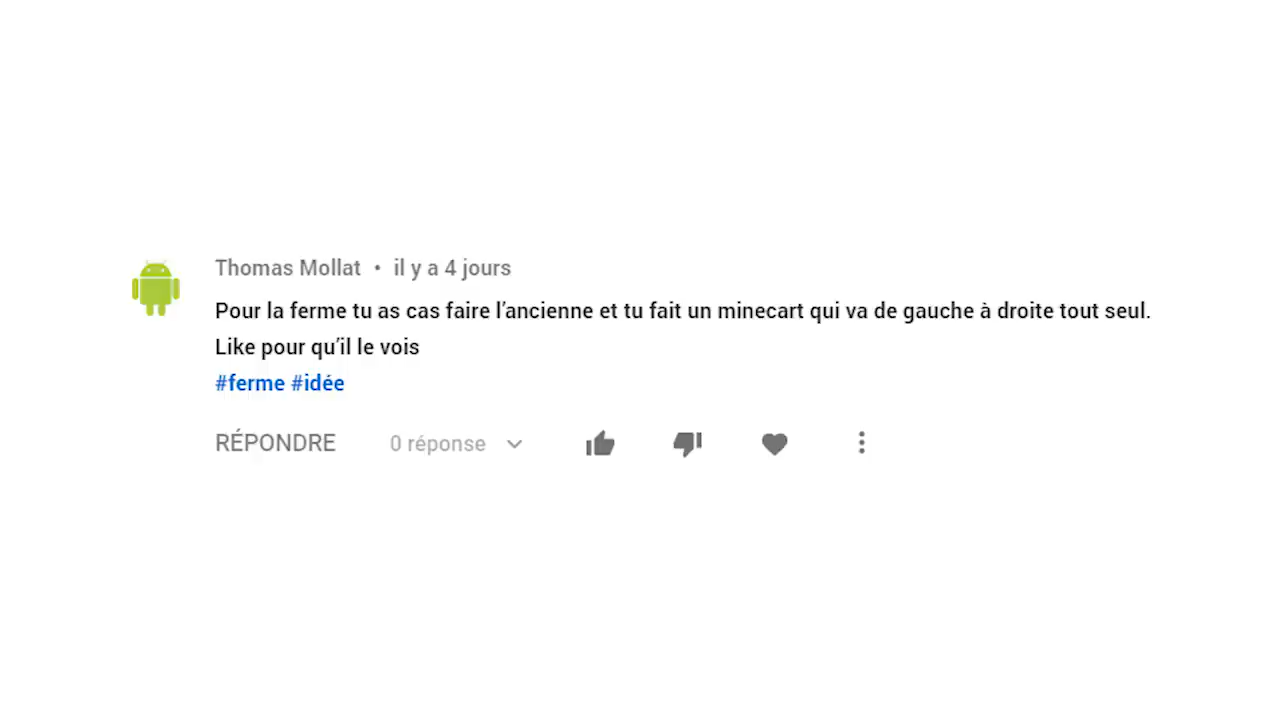 Thomas Mollat • il y a 4 jours
Pour la ferme tu as cas faire l’ancienne et tu fait un minecart qui va de gauche à droite tout seul.
Like pour qu’il le vois
#ferme #idée
RÉPONDRE 0 réponse